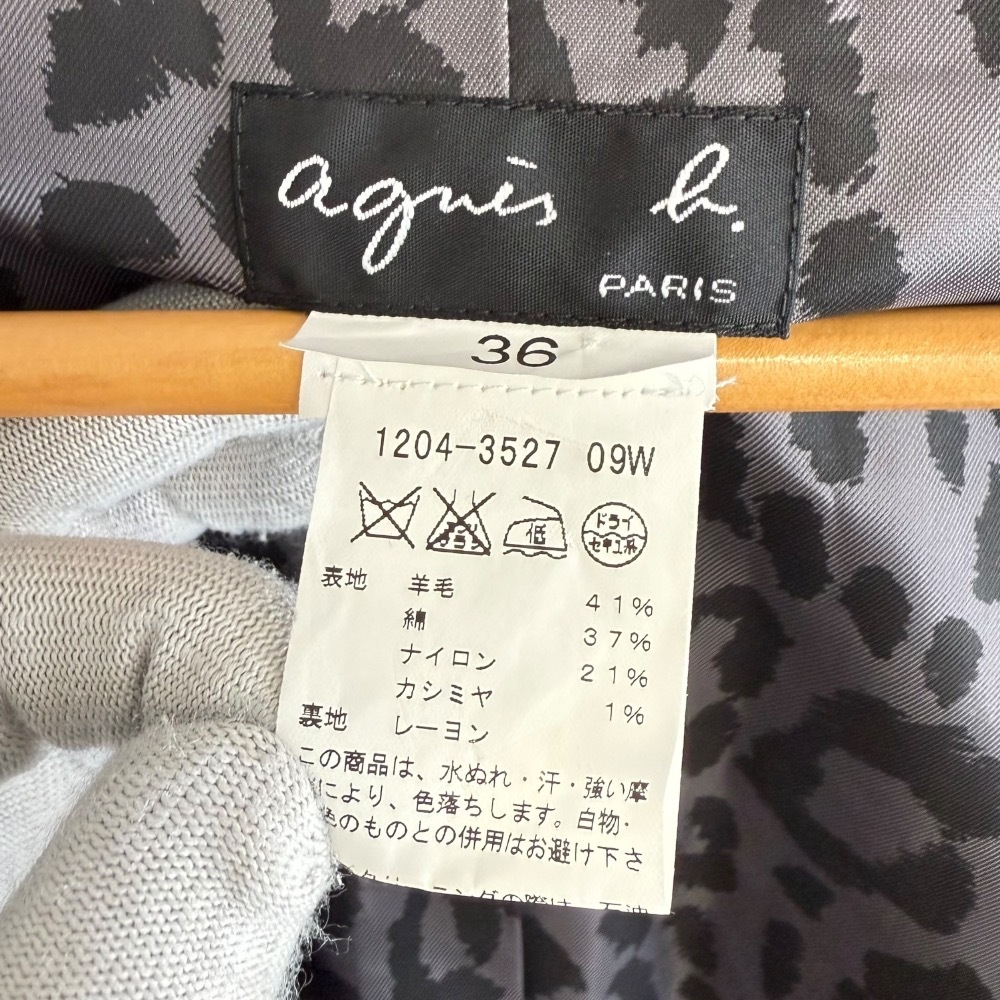 agnès b.
PARIS
36
1204-3527 09W
低
ドライ
セキユ系
表地 羊毛 41%
綿 37%
ナイロン 21%
カシミヤ 1%
裏地 レーヨン
この商品は、水ぬれ・汗・強い摩
により、色落ちします。白物・
色のものとの併用はお避け下さ